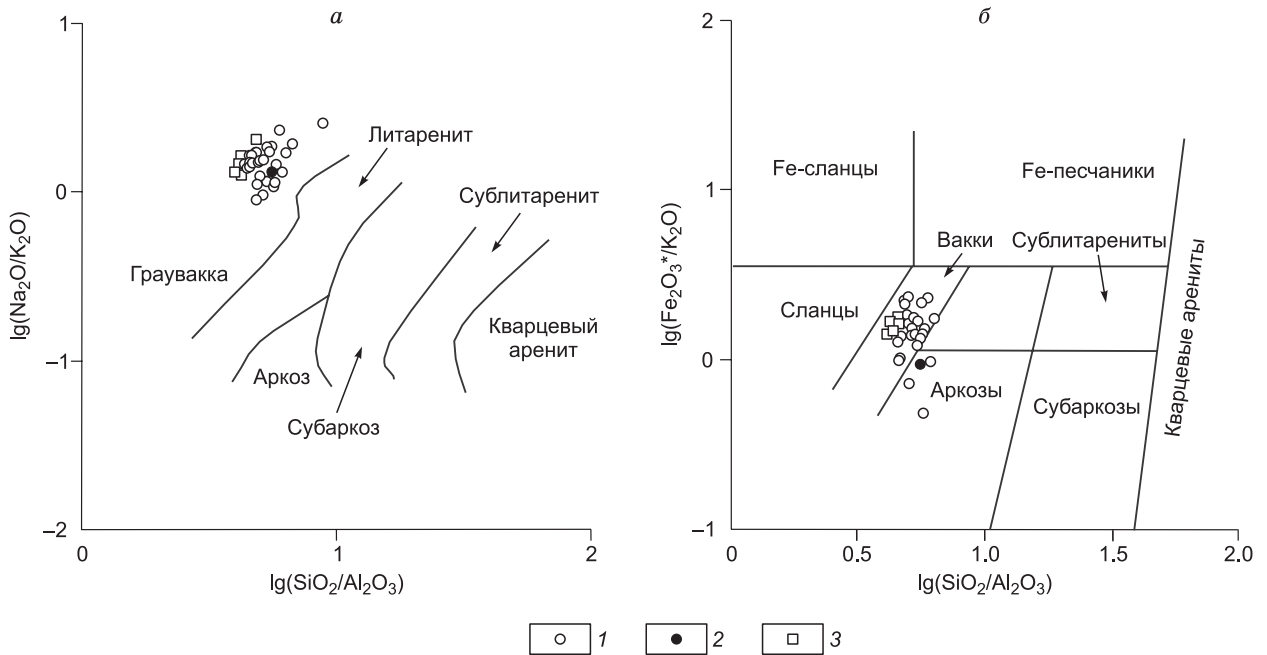 а
1
0
–1
–2
0
1
2
lg(Na2O/K2O)
lg(SiO2/Al2O3)
Литаренит
Сублитаренит
Граувакка
Кварцевый
аренит
Аркоз
Субаркоз
б
2
1
0
–1
0
0.5
1.0
1.5
2.0
lg(Fe2O3*/K2O)
lg(SiO2/Al2O3)
Fe-сланцы
Fe-песчаники
Вакки
Сублитарениты
Сланцы
Аркозы
Субаркозы
Кварцевые арениты
1
2
3